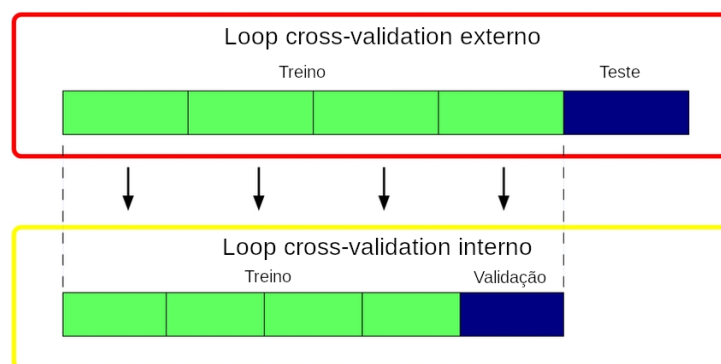 Loop cross-validation externo
Treino Teste
Loop cross-validation interno
Treino Validação